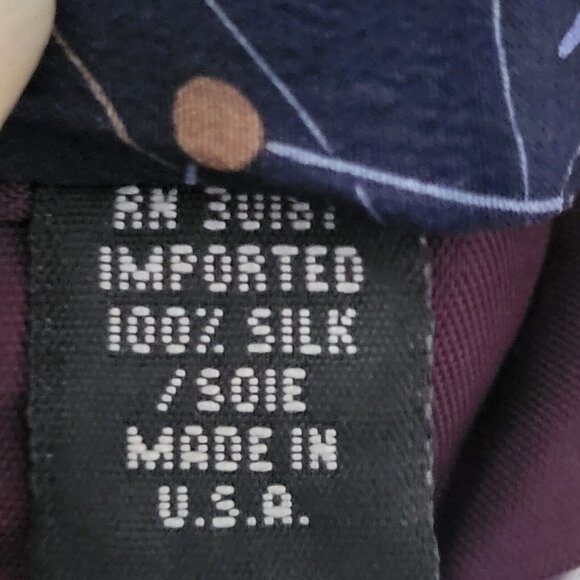 RN
IMPORTED
100% SILK
/SOIE
MADE IN
U.S.A.